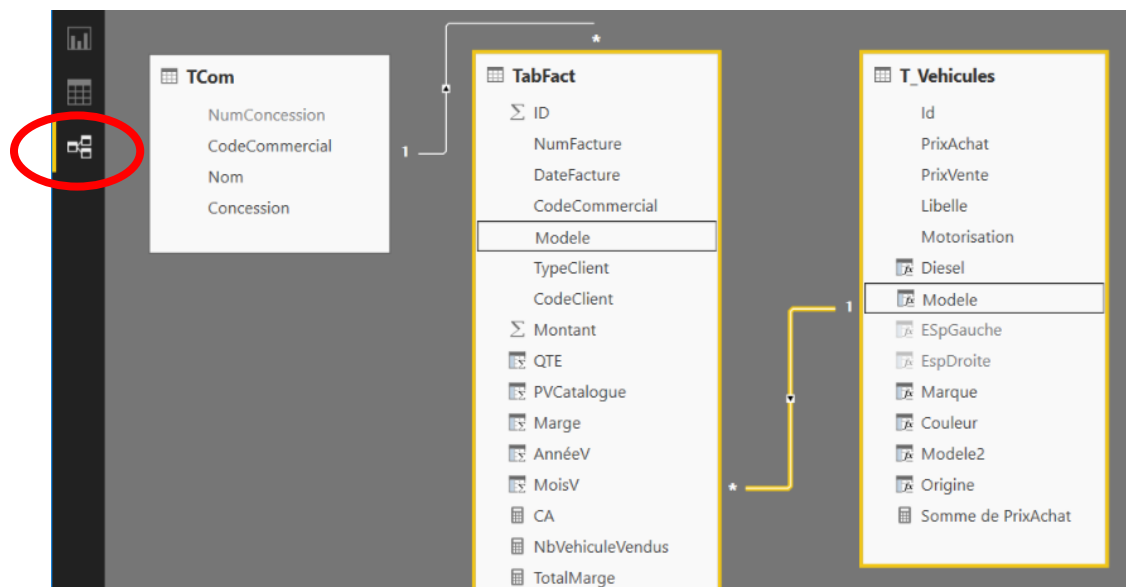 TCom
NumConcession
CodeCommercial
Nom
Concession
1
*
TabFact
Σ ID
NumFacture
DateFacture
CodeCommercial
Modele
TypeClient
CodeClient
Σ Montant
QTE
PVCatalogue
Marge
AnnéeV
MoisV
CA
NbVehiculeVendus
TotalMarge
*
1
T_Vehicules
Id
PrixAchat
PrixVente
Libelle
Motorisation
Diesel
Modele
ESpGauche
EspDroite
Marque
Couleur
Modele2
Origine
Somme de PrixAchat